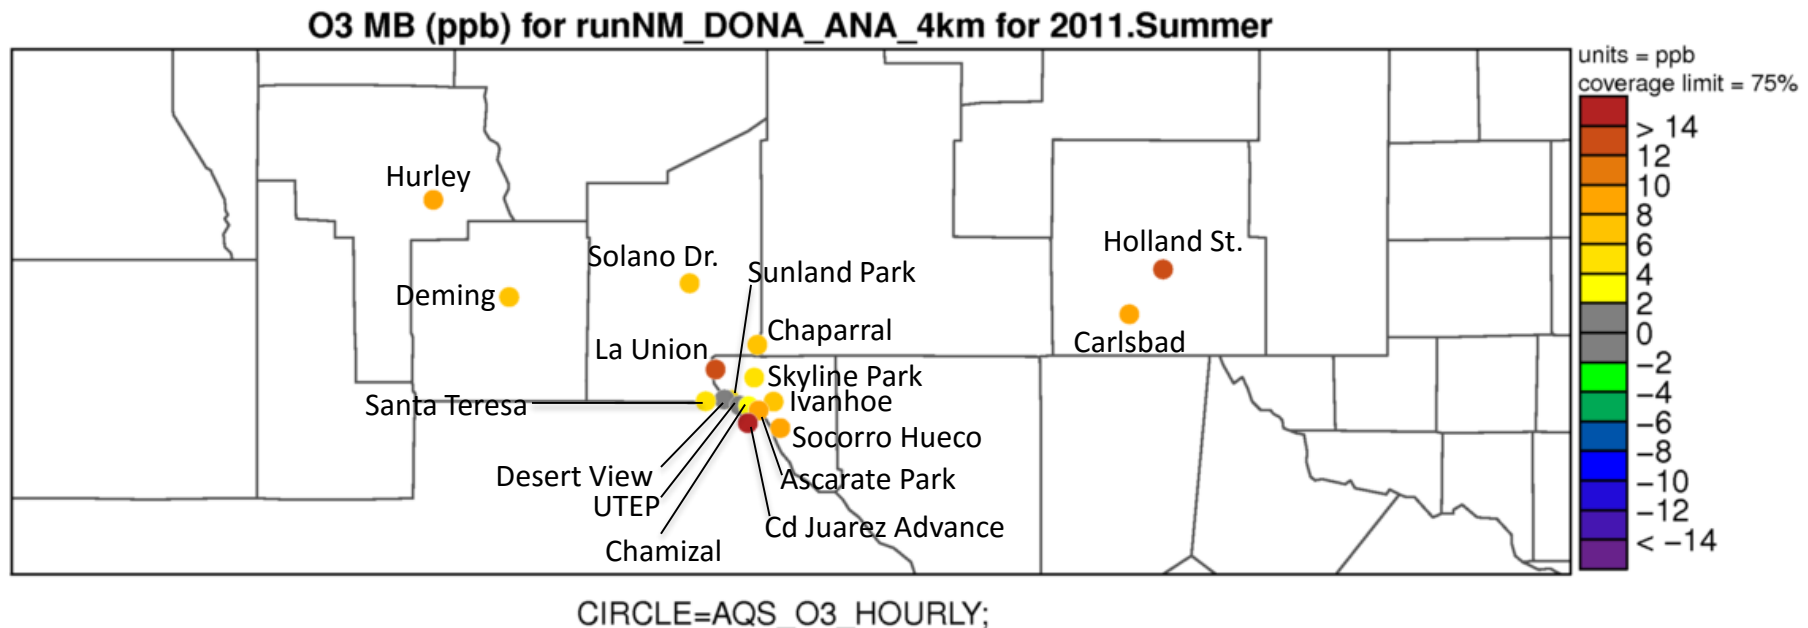 O3 MB (ppb) for runNM_DONA_ANA_4km for 2011.Summer
units = ppb
coverage limit = 75%
> 14
12
10
8
6
4
2
0
−2
−4
−6
−8
−10
−12
< −14
Hurley
Solano Dr.
Sunland Park
Holland St.
Deming
Chaparral
Carlsbad
La Union
Skyline Park
Santa Teresa
Ivanhoe
Socorro Hueco
Desert View
Ascarate Park
UTEP
Cd Juarez Advance
Chamizal
CIRCLE=AQS_O3_HOURLY;